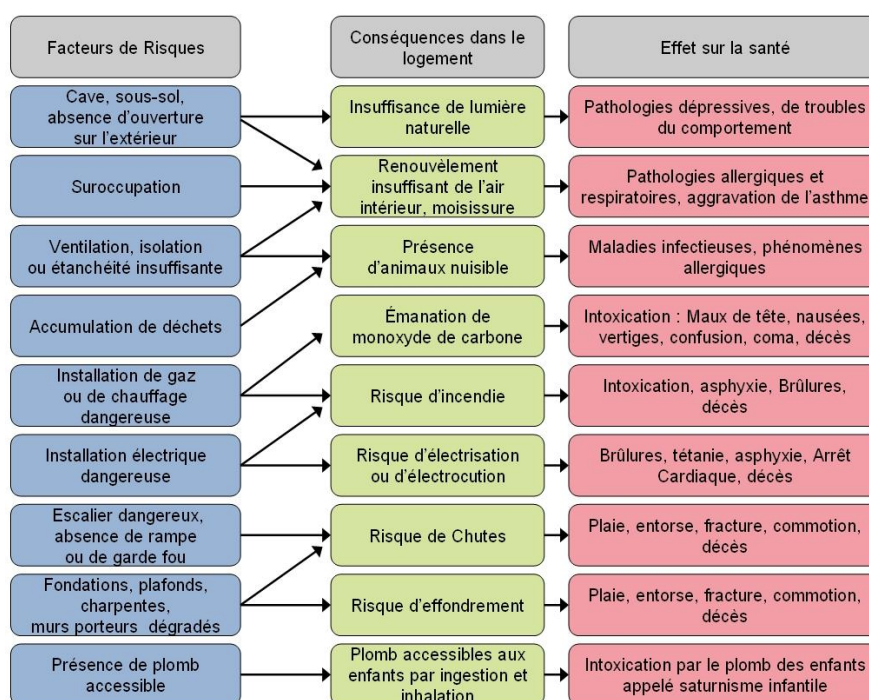 Facteurs de Risques
Conséquences dans le
logement
Effet sur la santé
Cave, sous-sol,
absence d'ouverture
sur l'extérieur
Insuffisance de lumière
naturelle
Pathologies dépressives, de troubles
du comportement
Suroccupation
Renouvèlement
insuffisant de l'air
intérieur, moisissure
Pathologies allergiques et
respiratoires, aggravation de l'asthme
Ventilation, isolation
ou étanchéité insuffisante
Présence
d'animaux nuisible
Maladies infectieuses, phénomènes
allergiques
Accumulation de déchets
Émanation de
monoxyde de carbone
Intoxication : Maux de tête, nausées,
vertiges, confusion, coma, décès
Installation de gaz
ou de chauffage
dangereuse
Risque d'incendie
Intoxication, asphyxie, Brûlures,
décès
Installation électrique
dangereuse
Risque d'électrisation
ou d'électrocution
Brûlures, tétanie, asphyxie, Arrêt
Cardiaque, décès
Escalier dangereux,
absence de rampe
ou de garde fou
Risque de Chutes
Plaie, entorse, fracture, commotion,
décès
Fondations, plafonds,
charpentes,
murs porteurs dégradés
Risque d'effondrement
Plaie, entorse, fracture, commotion,
décès
Présence de plomb
accessible
Plomb accessibles aux
enfants par ingestion et
inhalation
Intoxication par le plomb des enfants
appelé saturnisme infantile